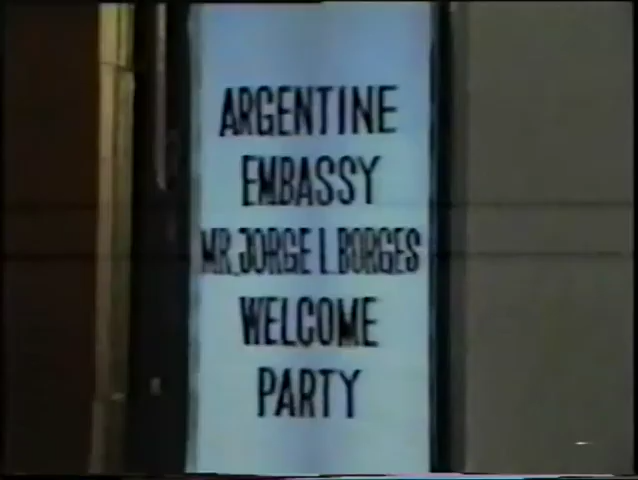 ARGENTINE
EMBASSY
MR. JORGE L. BORGES
WELCOME
PARTY